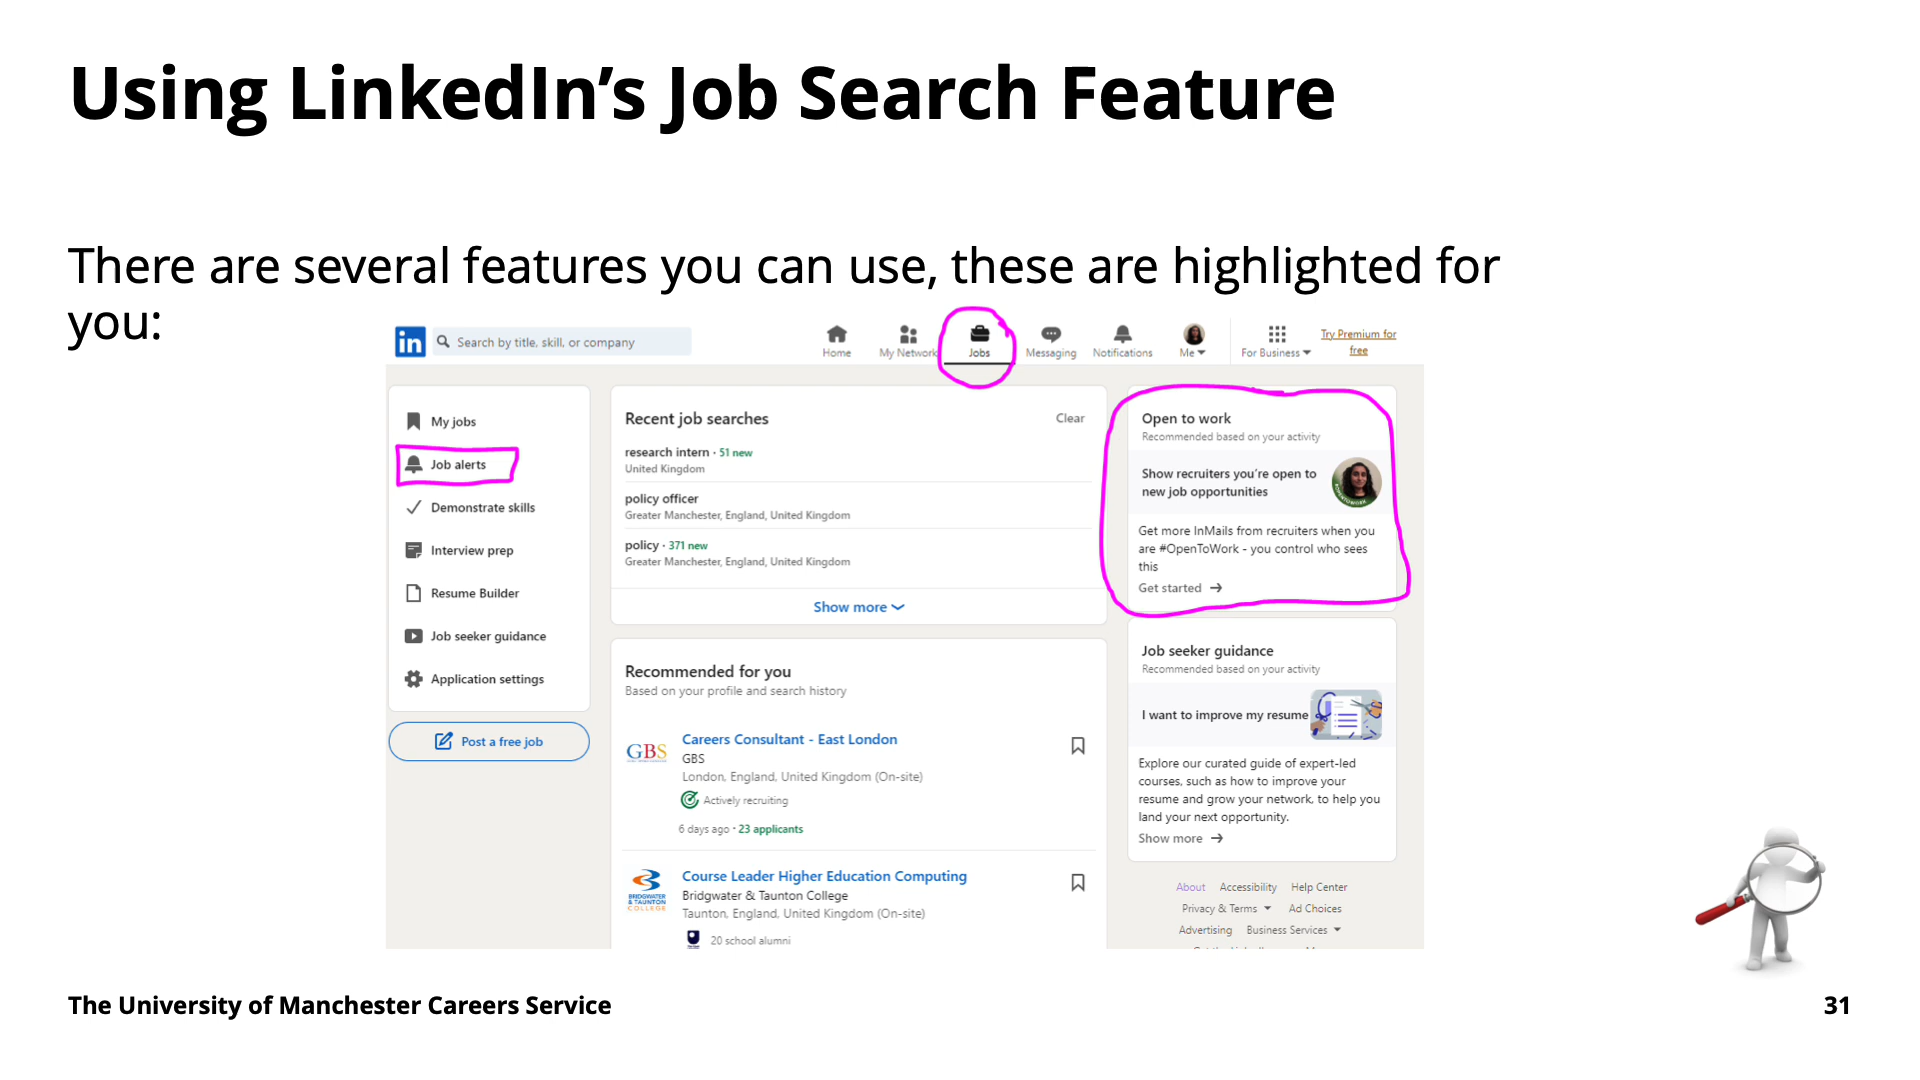 Using LinkedIn’s Job Search Feature
There are several features you can use, these are highlighted for
you:
in
Search by title, skill, or company
Home
My Network
Jobs
Messaging
Notifications
Me
For Business
Try Premium for
free
My jobs
Job alerts
Demonstrate skills
Interview prep
Resume Builder
Job seeker guidance
Application settings
Post a free job
Recent job searches
Clear
research intern · 51 new
United Kingdom
policy officer
Greater Manchester, England, United Kingdom
policy · 371 new
Greater Manchester, England, United Kingdom
Show more
Recommended for you
Based on your profile and search history
GBS
Careers Consultant - East London
GBS
London, England, United Kingdom (On-site)
Actively recruiting
6 days ago · 23 applicants
BRIDGWATER
& TAUNTON
COLLEGE
Course Leader Higher Education Computing
Bridgwater & Taunton College
Taunton, England, United Kingdom (On-site)
20 school alumni
Open to work
Recommended based on your activity
Show recruiters you’re open to
new job opportunities
#OPENTOWORK
Get more InMails from recruiters when you
are #OpenToWork - you control who sees
this
Get started
Job seeker guidance
Recommended based on your activity
I want to improve my resume
Explore our curated guide of expert-led
courses, such as how to improve your
resume and grow your network, to help you
land your next opportunity.
Show more
About Accessibility Help Center
Privacy & Terms Ad Choices
Advertising Business Services
The University of Manchester Careers Service
31